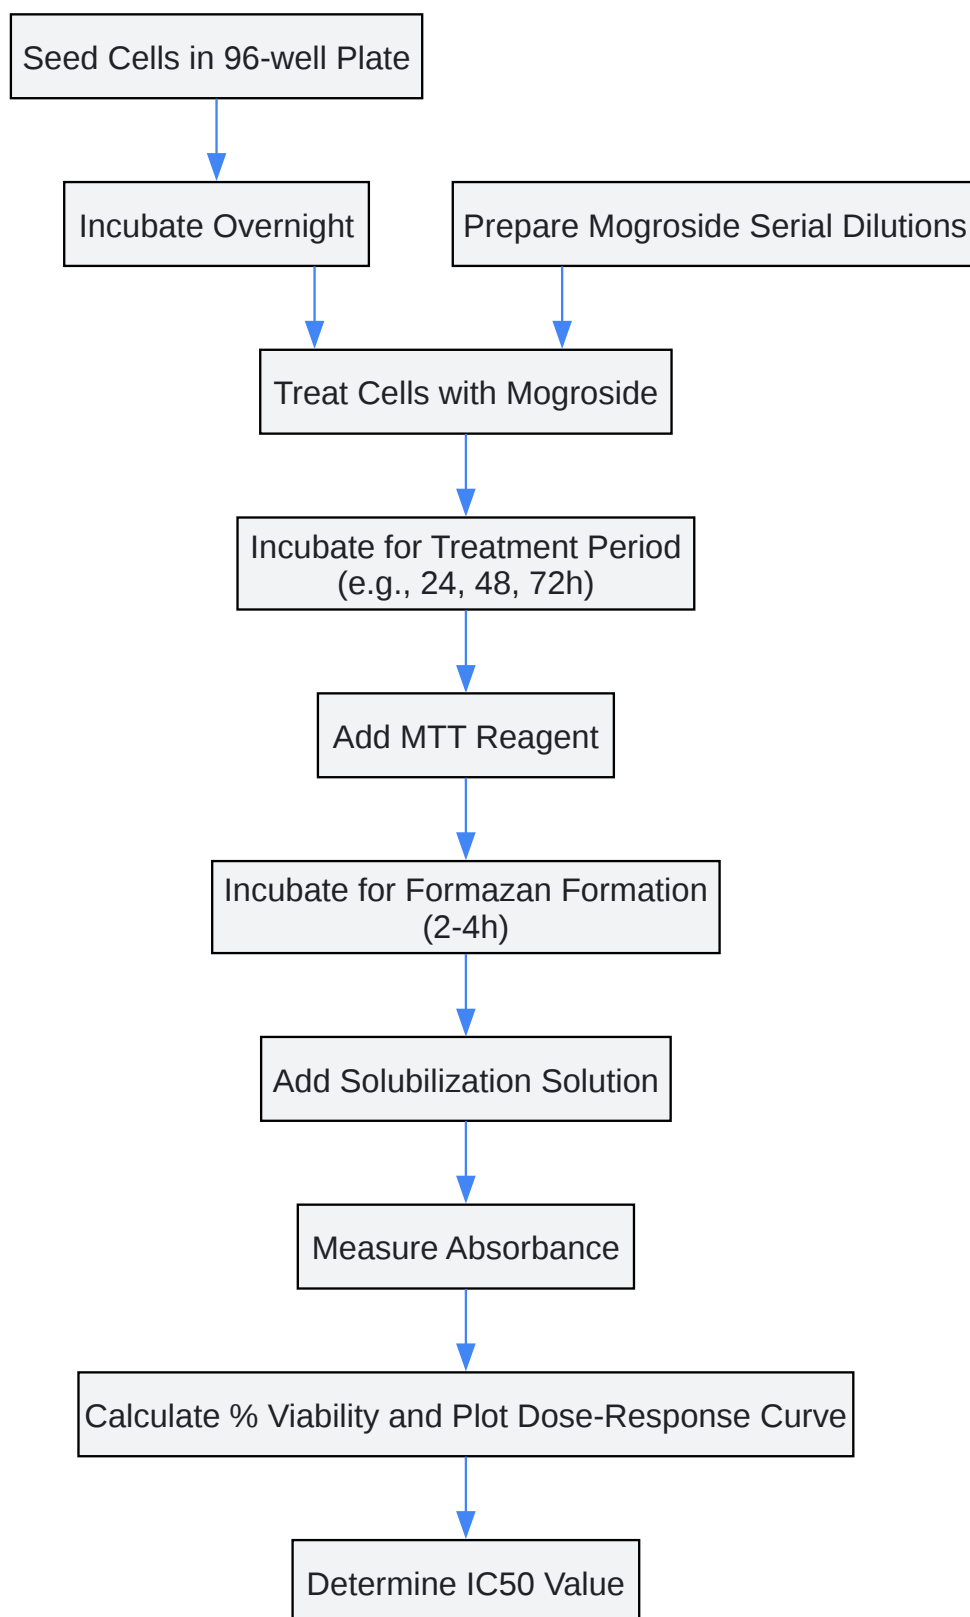 Seed Cells in 96-well Plate
Incubate Overnight
Prepare Mogroside Serial Dilutions
Treat Cells with Mogroside
Incubate for Treatment Period
(e.g., 24, 48, 72h)
Add MTT Reagent
Incubate for Formazan Formation
(2-4h)
Add Solubilization Solution
Measure Absorbance
Calculate % Viability and Plot Dose-Response Curve
Determine IC50 Value